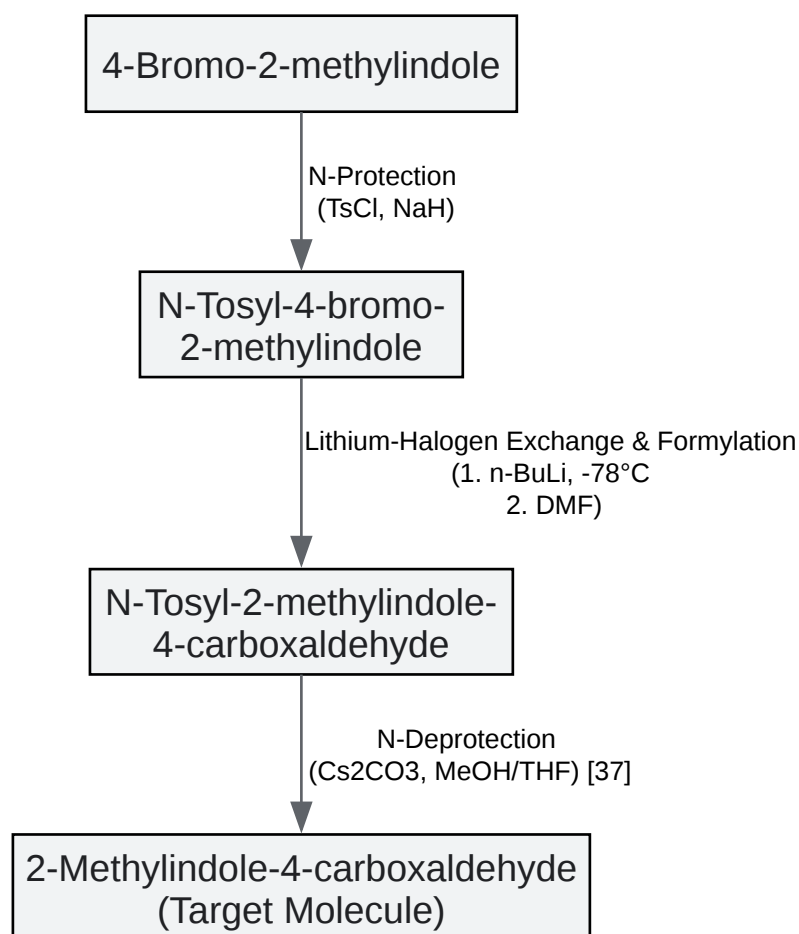 4-Bromo-2-methylindole
N-Protection
(TsCl, NaH)
N-Tosyl-4-bromo-
2-methylindole
Lithium-Halogen Exchange & Formylation
(1. n-BuLi, -78°C
2. DMF)
N-Tosyl-2-methylindole-
4-carboxaldehyde
N-Deprotection
(Cs2CO3, MeOH/THF) [37]
2-Methylindole-4-carboxaldehyde
(Target Molecule)